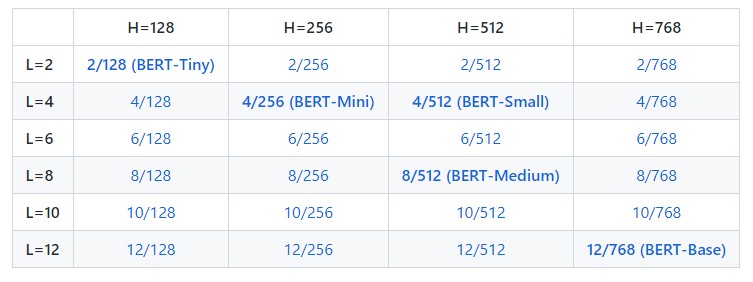 H=128 H=256 H=512 H=768
L=2 2/128 (BERT-Tiny) 2/256 2/512 2/768
L=4 4/128 4/256 (BERT-Mini) 4/512 (BERT-Small) 4/768
L=6 6/128 6/256 6/512 6/768
L=8 8/128 8/256 8/512 (BERT-Medium) 8/768
L=10 10/128 10/256 10/512 10/768
L=12 12/128 12/256 12/512 12/768 (BERT-Base)